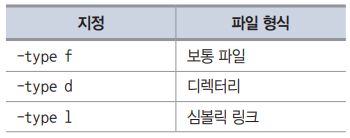 지정 파일 형식
-type f 보통 파일
-type d 디렉터리
-type l 심볼릭 링크